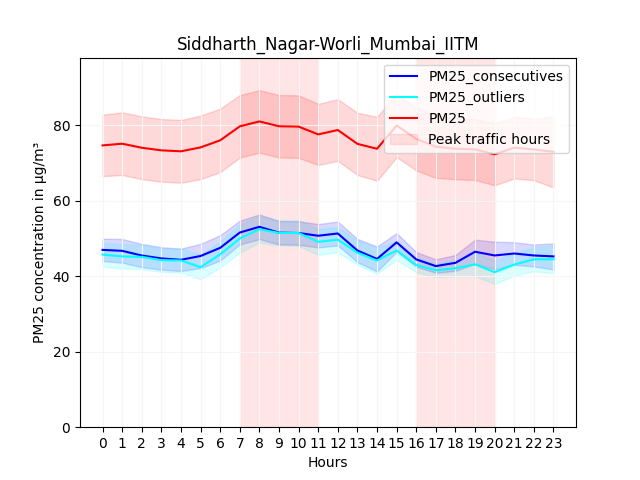 Siddharth_Nagar-Worli_Mumbai_IITM
PM25_consecutives
PM25_outliers
PM25
Peak traffic hours
PM25 concentration in µg/m³
80
60
40
20
0
0 1 2 3 4 5 6 7 8 9 10 11 12 13 14 15 16 17 18 19 20 21 22 23
Hours